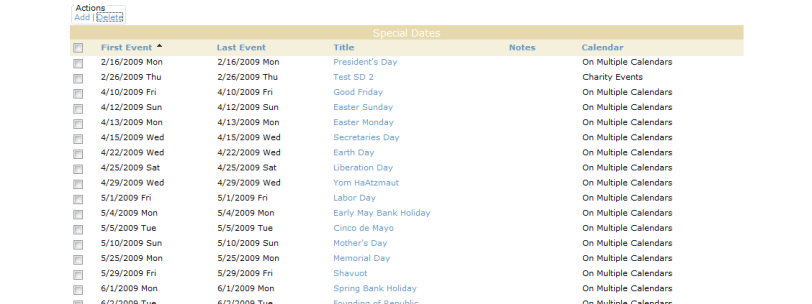 Actions
Add | Delete
Special Dates
First Event Last Event Title Notes Calendar
2/16/2009 Mon 2/16/2009 Mon President's Day On Multiple Calendars
2/26/2009 Thu 2/26/2009 Thu Test SD 2 Charity Events
4/10/2009 Fri 4/10/2009 Fri Good Friday On Multiple Calendars
4/12/2009 Sun 4/12/2009 Sun Easter Sunday On Multiple Calendars
4/13/2009 Mon 4/13/2009 Mon Easter Monday On Multiple Calendars
4/15/2009 Wed 4/15/2009 Wed Secretaries Day On Multiple Calendars
4/22/2009 Wed 4/22/2009 Wed Earth Day On Multiple Calendars
4/25/2009 Sat 4/25/2009 Sat Liberation Day On Multiple Calendars
4/29/2009 Wed 4/29/2009 Wed Yom HaAtzmaut On Multiple Calendars
5/1/2009 Fri 5/1/2009 Fri Labor Day On Multiple Calendars
5/4/2009 Mon 5/4/2009 Mon Early May Bank Holiday On Multiple Calendars
5/5/2009 Tue 5/5/2009 Tue Cinco de Mayo On Multiple Calendars
5/10/2009 Sun 5/10/2009 Sun Mother's Day On Multiple Calendars
5/25/2009 Mon 5/25/2009 Mon Memorial Day On Multiple Calendars
5/29/2009 Fri 5/29/2009 Fri Shavuot On Multiple Calendars
6/1/2009 Mon 6/1/2009 Mon Spring Bank Holiday On Multiple Calendars
6/2/2009 Tue 6/2/2009 Tue Founding of Republic On Multiple Calendars